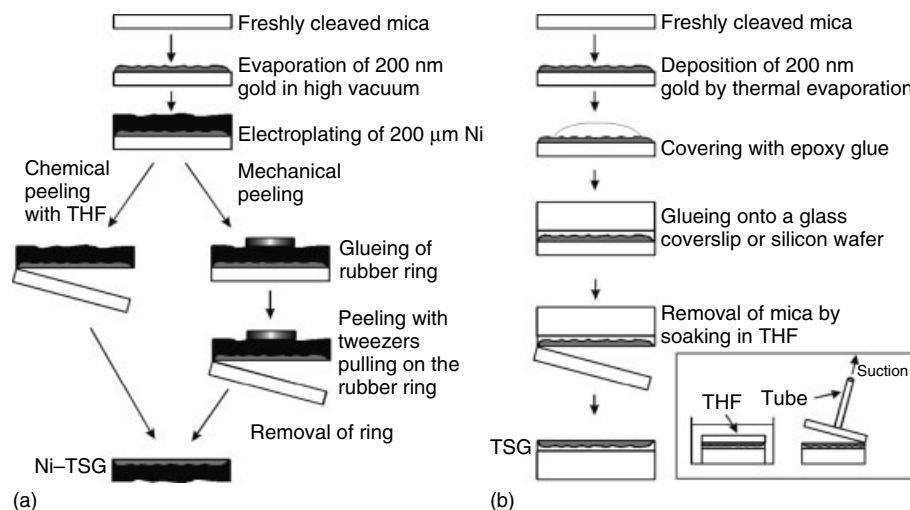 Freshly cleaved mica
Evaporation of 200 nm
gold in high vacuum
Electroplating of 200 μm Ni
Chemical
peeling
with THF
Mechanical
peeling
Glueing of
rubber ring
Peeling with
tweezers
pulling on the
rubber ring
Removal of ring
Ni–TSG
(a)
Freshly cleaved mica
Deposition of 200 nm
gold by thermal evaporation
Covering with epoxy glue
Glueing onto a glass
coverslip or silicon wafer
Removal of mica by
soaking in THF
Suction
Tube
THF
TSG
(b)